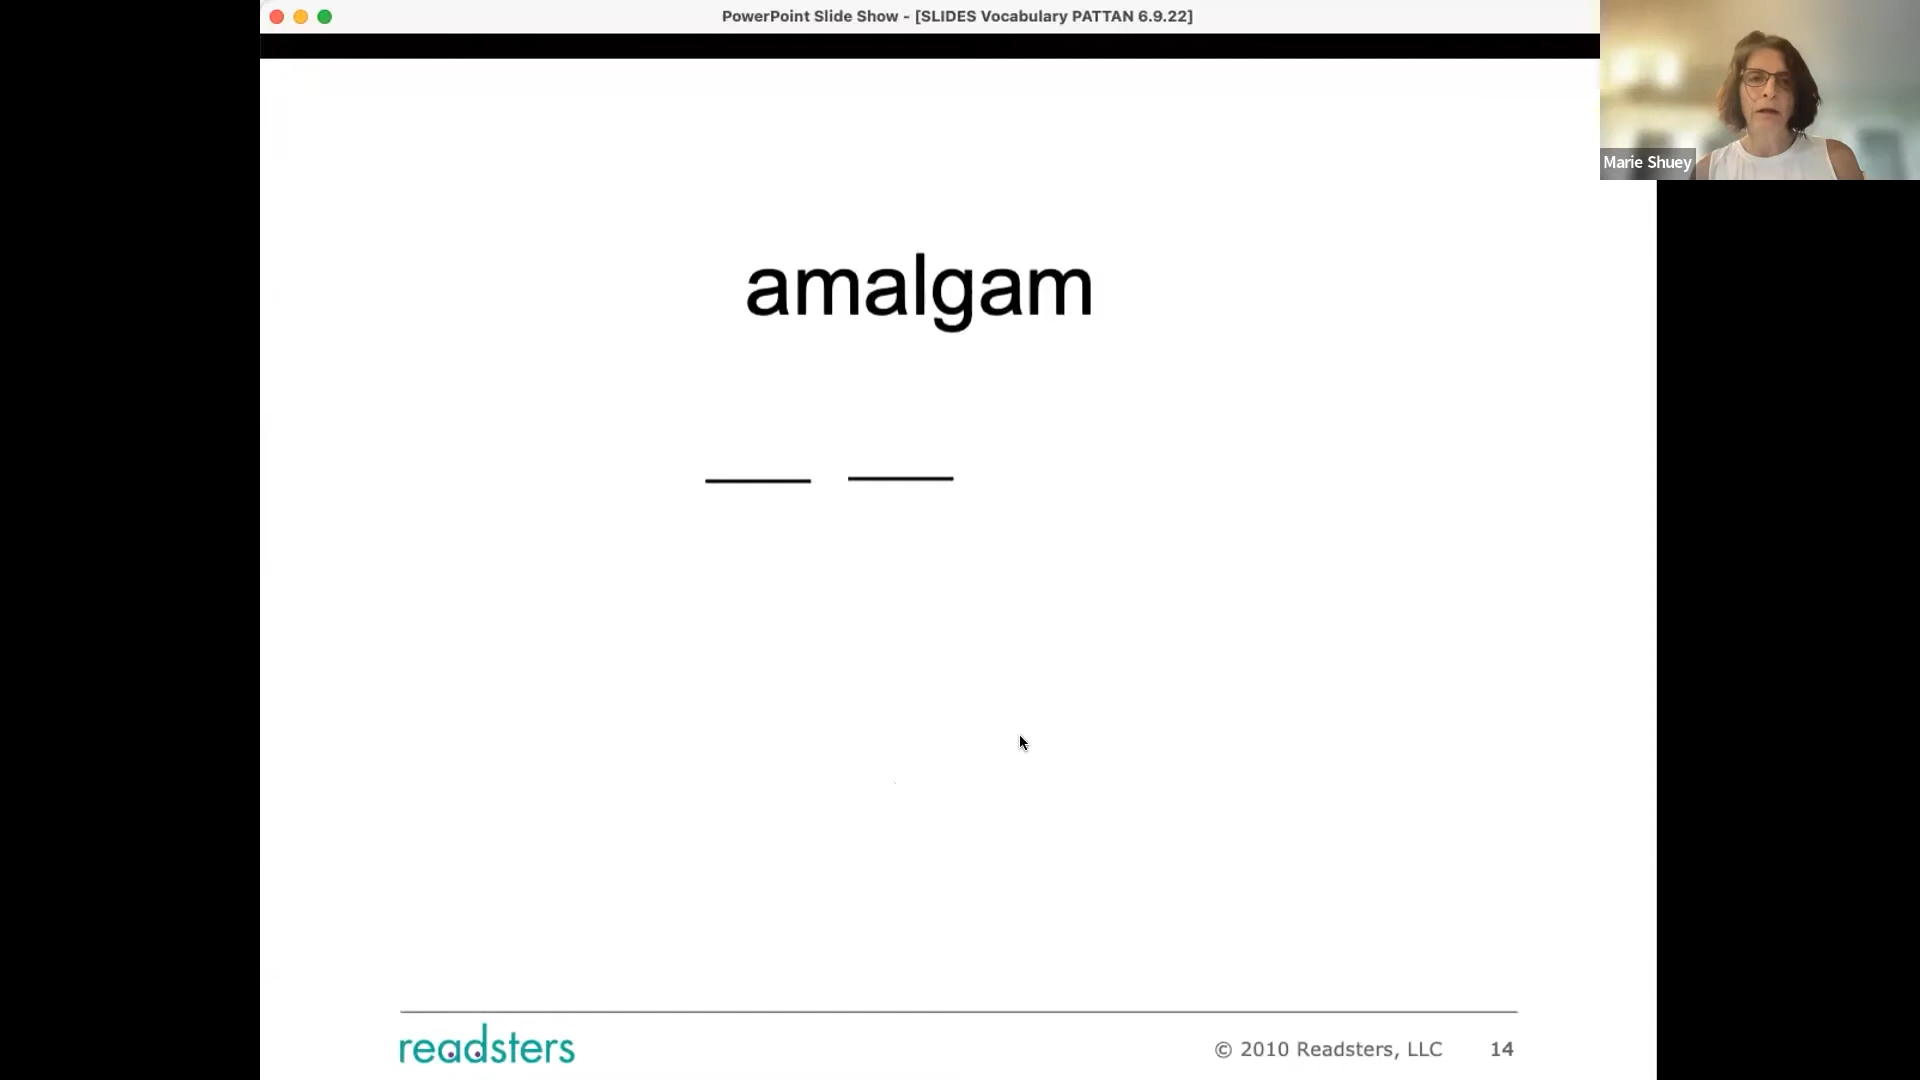 PowerPoint Slide Show - [SLIDES Vocabulary PATTAN 6.9.22]
Marie Shuey
amalgam
readsters
© 2010 Readsters, LLC 14